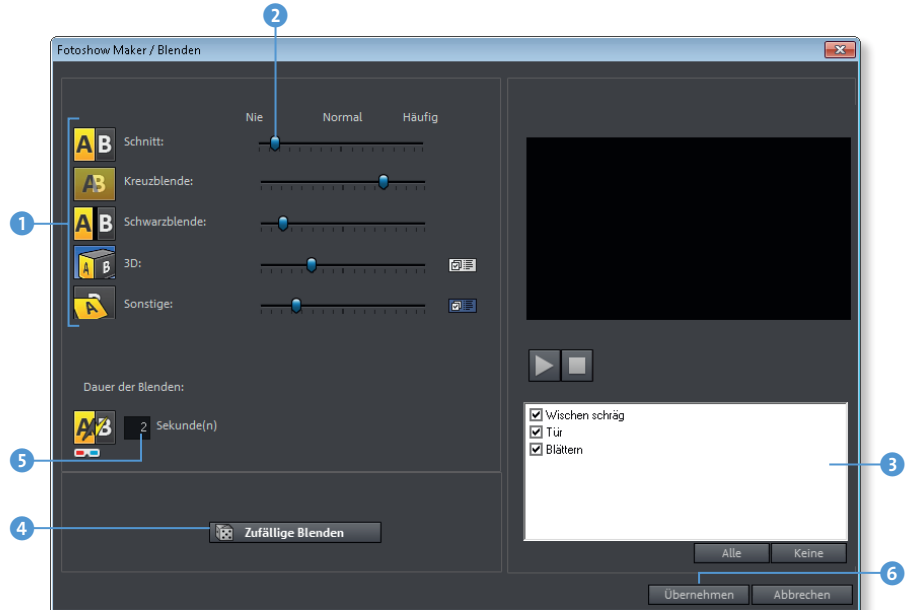 2
Fotoshow Maker / Blenden
Nie Normal Häufig
A B Schnitt:
AB Kreuzblende:
1
A B Schwarzblende:
A B 3D:
A Sonstige:
Dauer der Blenden:
A/B 2 Sekunde(n)
5
4
Zufällige Blenden
Wischen schräg
Tür
Blättern
3
Alle Keine
6
Übernehmen Abbrechen